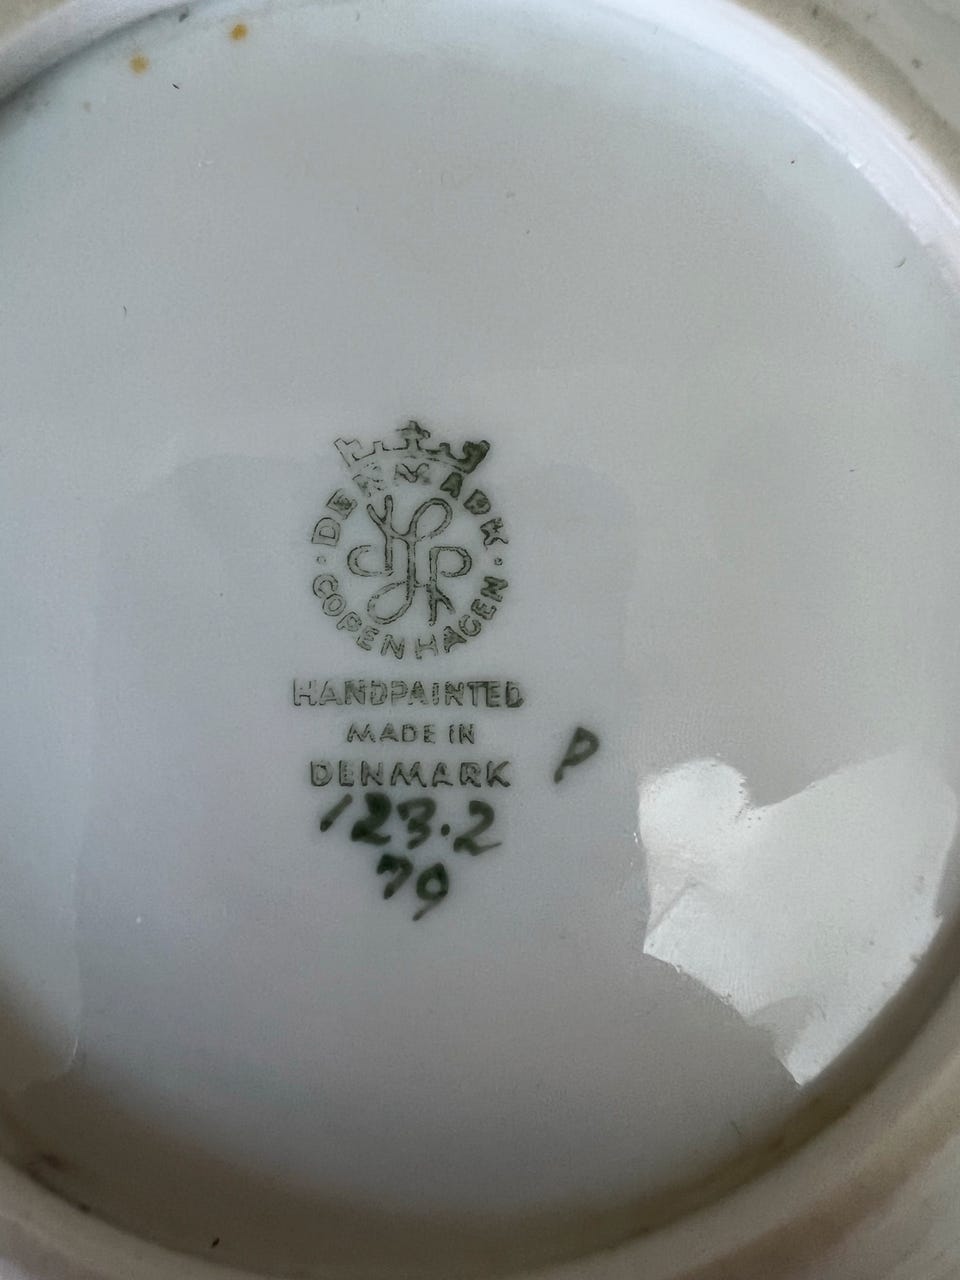 DENMARK
COPENHAGEN
HANDPAINTED
MADE IN
DENMARK
P
123.2
79